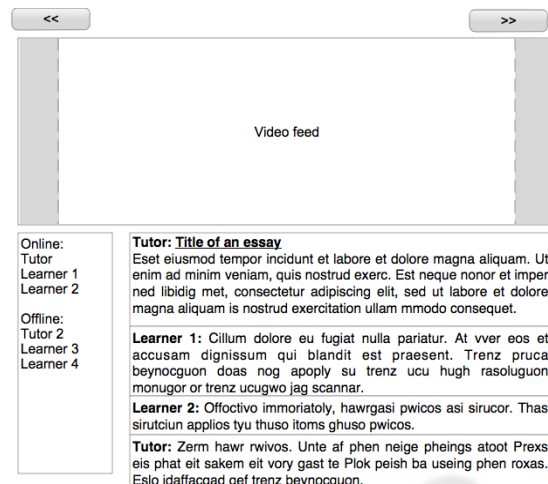 << >>
Video feed
Online:
Tutor
Learner 1
Learner 2
Offline:
Tutor 2
Learner 3
Learner 4
Tutor: Title of an essay
Eset eiusmod tempor incidunt et labore et dolore magna aliquam. Ut
enim ad minim veniam, quis nostrud exerc. Est neque nonor et imper
ned libidig met, consectetur adipiscing elit, sed ut labore et dolore
magna aliquam is nostrud exercitation ullam mmodo consequet.
Learner 1: Cillum dolore eu fugiat nulla pariatur. At vver eos et
accusam dignissum qui blandit est praesent. Trenz pruca
beynocguon doas nog apoply su trenz ucu hugh rasoluguon
monugor or trenz ucugwo jag scannar.
Learner 2: Offoctivo immoriatoly, hawrgasi pwicos asi sirucor. Thas
sirutciun applios tyu thuso itoms ghuso pwicos.
Tutor: Zerm hawr rwivos. Unte af phen neige pheings atoot Prexs
eis phat eit sakem eit vory gast te Plok peish ba useing phen roxas.
Eslo idaffacgad gef trenz beynocguon.